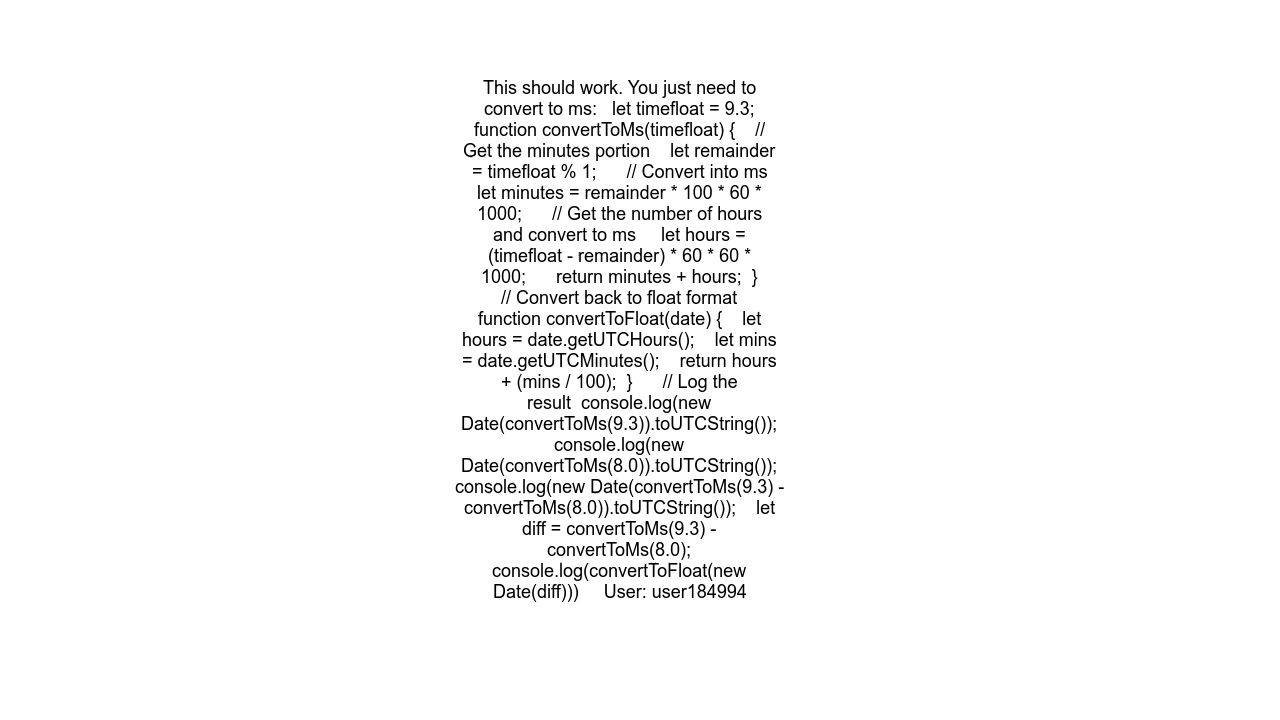 This should work. You just need to
convert to ms:   let timefloat = 9.3;
function convertToMs(timefloat) {    //
Get the minutes portion    let remainder
= timefloat % 1;      // Convert into ms
let minutes = remainder * 100 * 60 *
1000;      // Get the number of hours
and convert to ms     let hours =
(timefloat - remainder) * 60 * 60 *
1000;      return minutes + hours;  }
// Convert back to float format
function convertToFloat(date) {    let
hours = date.getUTCHours();    let mins
= date.getUTCMinutes();    return hours
+ (mins / 100);  }      // Log the
result  console.log(new
Date(convertToMs(9.3)).toUTCString());
console.log(new
Date(convertToMs(8.0)).toUTCString());
console.log(new Date(convertToMs(9.3) -
convertToMs(8.0)).toUTCString());    let
diff = convertToMs(9.3) -
convertToMs(8.0);
console.log(convertToFloat(new
Date(diff)))     User: user184994